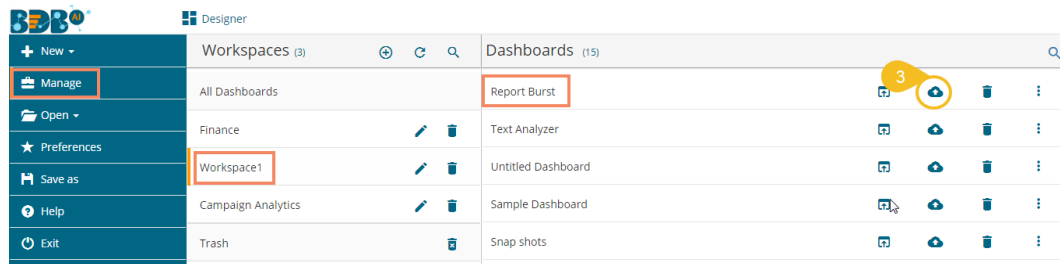 BDB AI
Designer
New
Manage
Open
Preferences
Save as
Help
Exit
Workspaces (3)
All Dashboards
Finance
Workspace1
Campaign Analytics
Trash
Dashboards (15)
Report Burst
3
Text Analyzer
Untitled Dashboard
Sample Dashboard
Snap shots